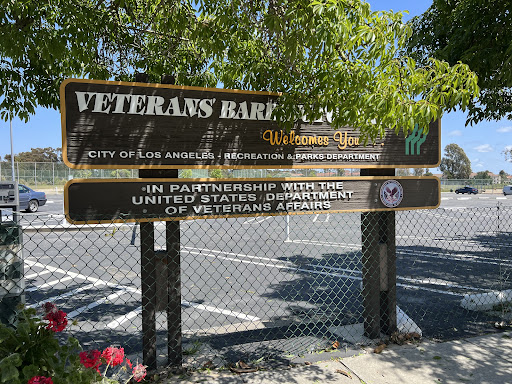 VETERANS' BAR
Welcomes You
CITY OF LOS ANGELES - RECREATION & PARKS DEPARTMENT
IN PARTNERSHIP WITH THE
UNITED STATES DEPARTMENT
OF VETERANS AFFAIRS